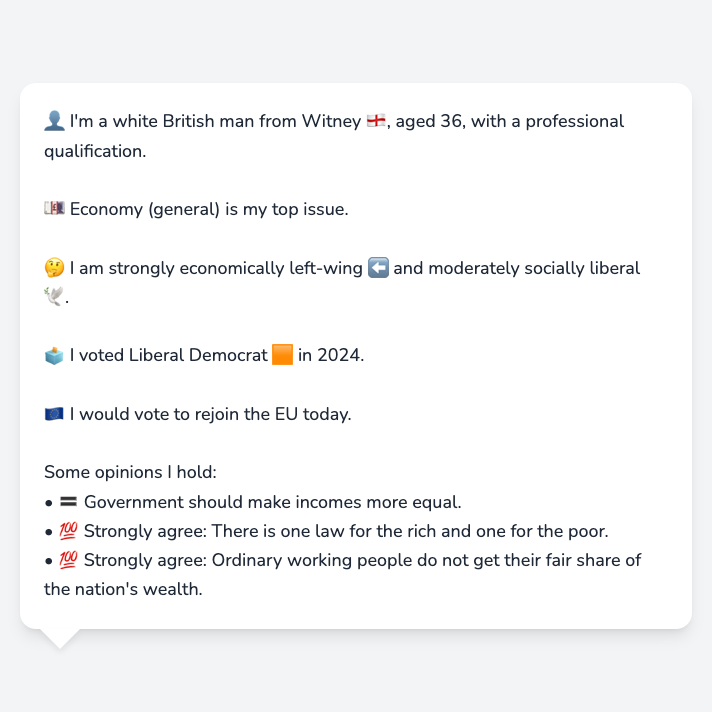 👤 I'm a white British man from Witney 🏴󠁧󠁢󠁥󠁮󠁧󠁿, aged 36, with a professional
qualification.
💷 Economy (general) is my top issue.
🤔 I am strongly economically left-wing ⬅️ and moderately socially liberal
🕊️.
🗳️ I voted Liberal Democrat 🟧 in 2024.
🇪🇺 I would vote to rejoin the EU today.
Some opinions I hold:
• 🟰 Government should make incomes more equal.
• 💯 Strongly agree: There is one law for the rich and one for the poor.
• 💯 Strongly agree: Ordinary working people do not get their fair share of
the nation's wealth.